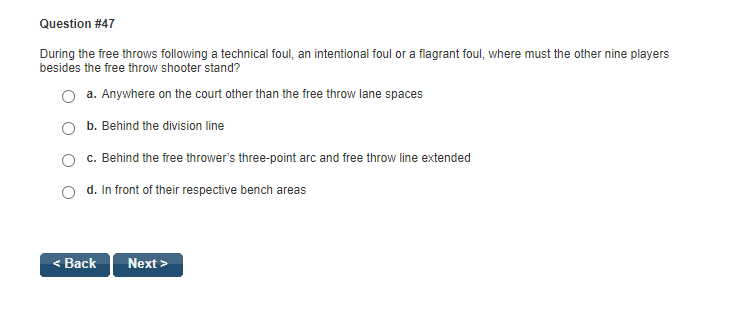 Question #47
During the free throws following a technical foul, an intentional foul or a flagrant foul, where must the other nine players
besides the free throw shooter stand?
a. Anywhere on the court other than the free throw lane spaces
b. Behind the division line
c. Behind the free thrower's three-point arc and free throw line extended
d. In front of their respective bench areas
< Back Next >